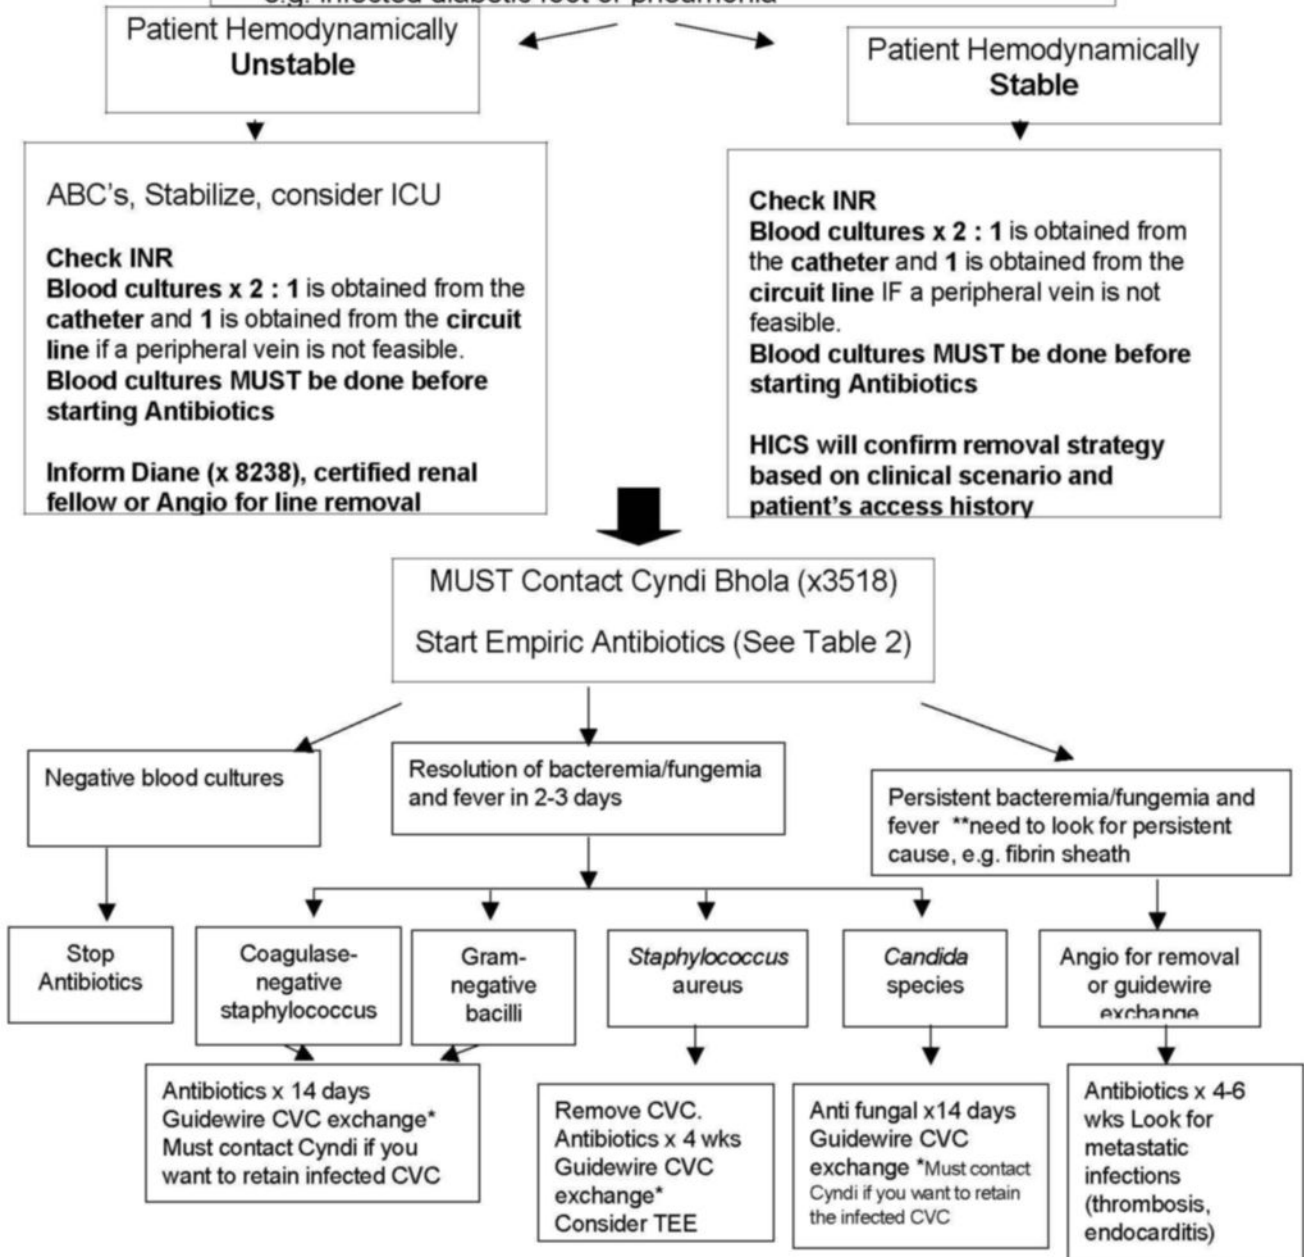 e.g. infected diabetic foot or pneumonia
Patient Hemodynamically
Unstable
Patient Hemodynamically
Stable
ABC's, Stabilize, consider ICU
Check INR
Blood cultures x 2 : 1 is obtained from the
catheter and 1 is obtained from the circuit
line if a peripheral vein is not feasible.
Blood cultures MUST be done before
starting Antibiotics
Inform Diane (x 8238), certified renal
fellow or Angio for line removal
Check INR
Blood cultures x 2 : 1 is obtained from
the catheter and 1 is obtained from the
circuit line IF a peripheral vein is not
feasible.
Blood cultures MUST be done before
starting Antibiotics
HICS will confirm removal strategy
based on clinical scenario and
patient's access history
MUST Contact Cyndi Bhola (x3518)
Start Empiric Antibiotics (See Table 2)
Negative blood cultures
Resolution of bacteremia/fungemia
and fever in 2-3 days
Persistent bacteremia/fungemia and
fever **need to look for persistent
cause, e.g. fibrin sheath
Stop
Antibiotics
Coagulase-
negative
staphylococcus
Gram-
negative
bacilli
Staphylococcus
aureus
Candida
species
Angio for removal
or guidewire
exchange
Antibiotics x 14 days
Guidewire CVC exchange*
Must contact Cyndi if you
want to retain infected CVC
Remove CVC.
Antibiotics x 4 wks
Guidewire CVC
exchange*
Consider TEE
Anti fungal x14 days
Guidewire CVC
exchange *Must contact
Cyndi if you want to retain
the infected CVC
Antibiotics x 4-6
wks Look for
metastatic
infections
(thrombosis,
endocarditis)